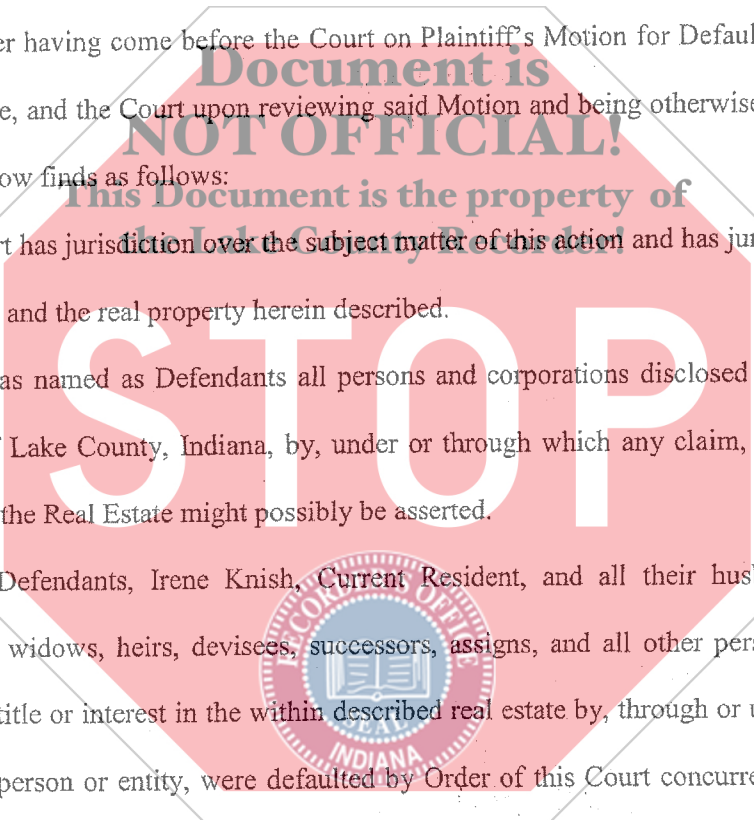 er having come before the Court on Plaintiff's Motion for Defaul
Document is
e, and the Court upon reviewing said Motion and being otherwise
NOT OFFICIAL!
ow finds as follows:
This Document is the property of
t has jurisdiction over the subject matter of this action and has jur
the Lake County Recorder!
and the real property herein described.
STOP
as named as Defendants all persons and corporations disclosed
f Lake County, Indiana, by, under or through which any claim,
the Real Estate might possibly be asserted.
Defendants, Irene Knish, Current Resident, and all their hus
RECORDER'S OFFICE
widows, heirs, devisees, successors, assigns, and all other pers
title or interest in the within described real estate by, through or u
SEAL
INDIANA
person or entity, were defaulted by Order of this Court concurre